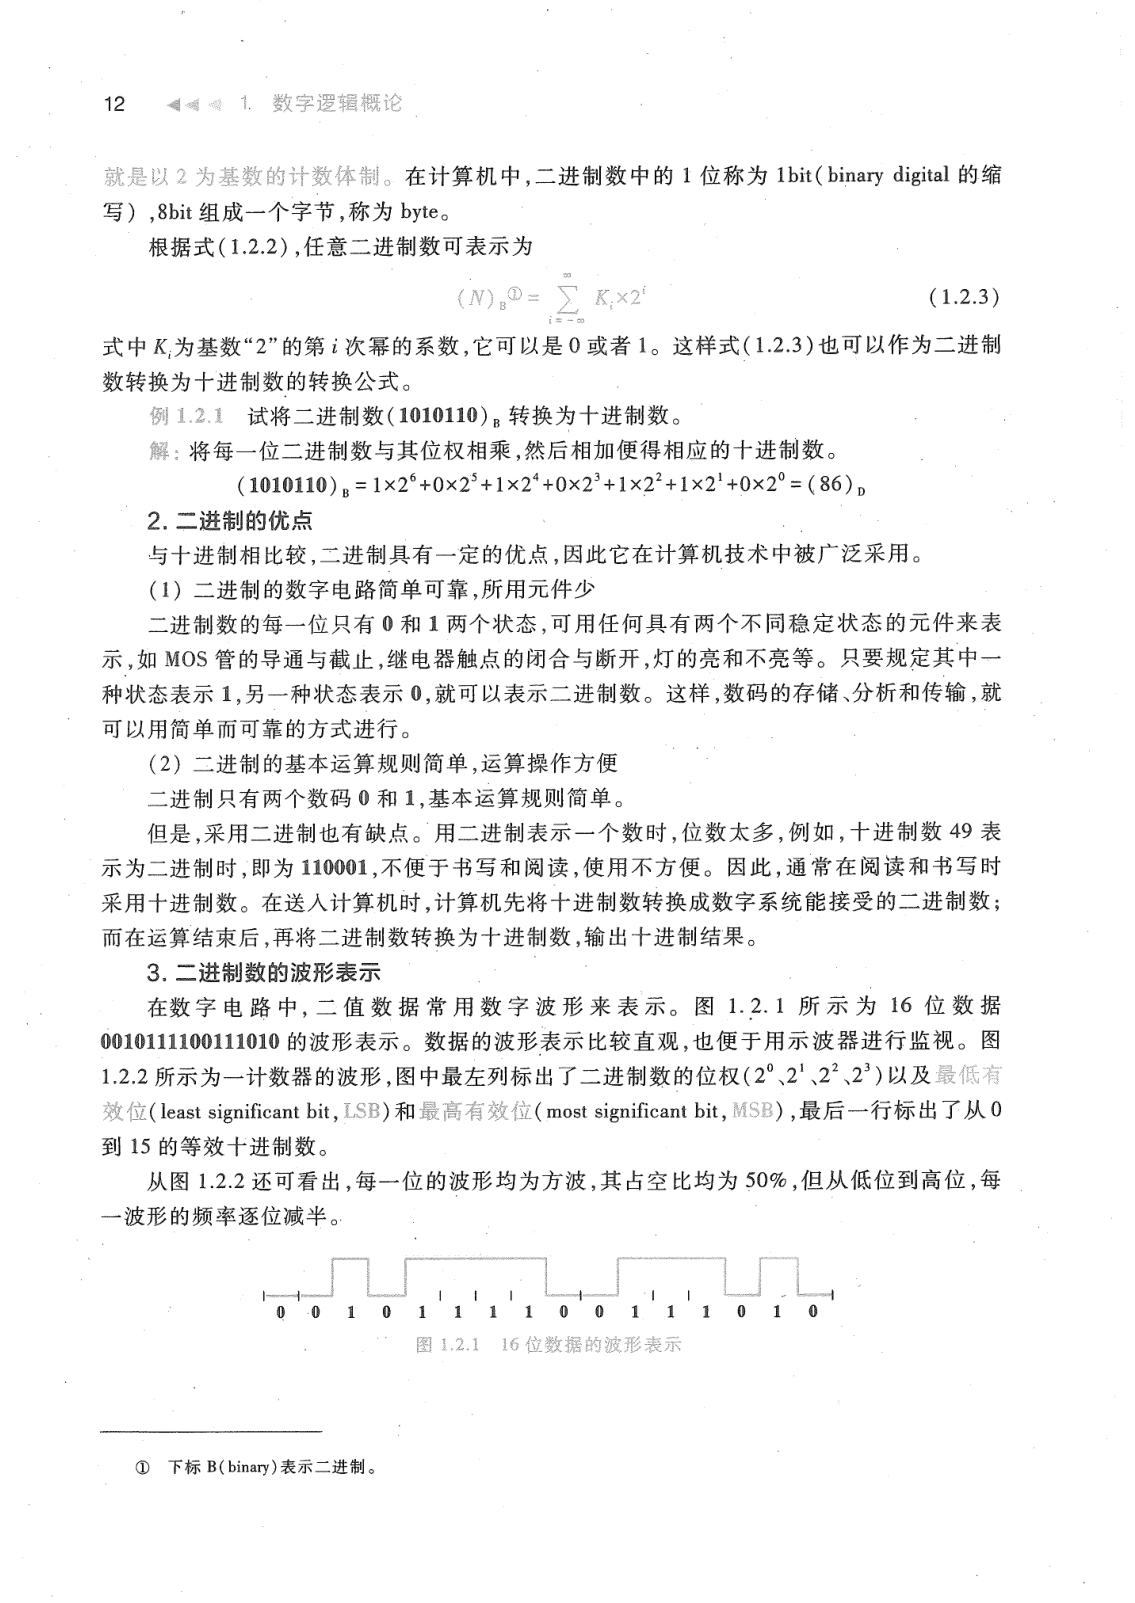 12 1. 数字逻辑概论
就是以 2 为基数的计数体制。在计算机中,二进制数中的 1 位称为 1bit(binary digital 的缩
写),8bit 组成一个字节,称为 byte。
根据式(1.2.2),任意二进制数可表示为
(N)B① = ∑ Ki×2^i (i=-∞ ∞) (1.2.3)
式中 Ki为基数“2”的第 i 次幂的系数,它可以是 0 或者 1。这样式(1.2.3)也可以作为二进制
数转换为十进制数的转换公式。
例 1.2.1 试将二进制数(1010110)B 转换为十进制数。
解: 将每一位二进制数与其位权相乘,然后相加便得相应的十进制数。
(1010110)B = 1×2⁶+0×2⁵+1×2⁴+0×2³+1×2²+1×2¹+0×2⁰ = (86)D
2. 二进制的优点
与十进制相比较,二进制具有一定的优点,因此它在计算机技术中被广泛采用。
(1) 二进制的数字电路简单可靠,所用元件少
二进制数的每一位只有 0 和 1 两个状态,可用任何具有两个不同稳定状态的元件来表
示,如 MOS 管的导通与截止,继电器触点的闭合与断开,灯的亮和不亮等。只要规定其中一
种状态表示 1,另一种状态表示 0,就可以表示二进制数。这样,数码的存储、分析和传输,就
可以用简单而可靠的方式进行。
(2) 二进制的基本运算规则简单,运算操作方便
二进制只有两个数码 0 和 1,基本运算规则简单。
但是,采用二进制也有缺点。用二进制表示一个数时,位数太多,例如,十进制数 49 表
示为二进制时,即为 110001,不便于书写和阅读,使用不方便。因此,通常在阅读和书写时
采用十进制数。在送入计算机时,计算机先将十进制数转换成数字系统能接受的二进制数;
而在运算结束后,再将二进制数转换为十进制数,输出十进制结果。
3. 二进制数的波形表示
在数字电路中,二值数据常用数字波形来表示。图 1.2.1 所示为 16 位数据
0010111100111010 的波形表示。数据的波形表示比较直观,也便于用示波器进行监视。图
1.2.2 所示为一计数器的波形,图中最左列标出了二进制数的位权(2⁰、2¹、2²、2³)以及最低有
效位(least significant bit, LSB)和最高有效位(most significant bit, MSB),最后一行标出了从 0
到 15 的等效十进制数。
从图 1.2.2 还可看出,每一位的波形均为方波,其占空比均为 50%,但从低位到高位,每
一波形的频率逐位减半。
0 0 1 0 1 1 1 1 0 0 1 1 1 0 1 0
图 1.2.1 16 位数据的波形表示
① 下标 B(binary)表示二进制。